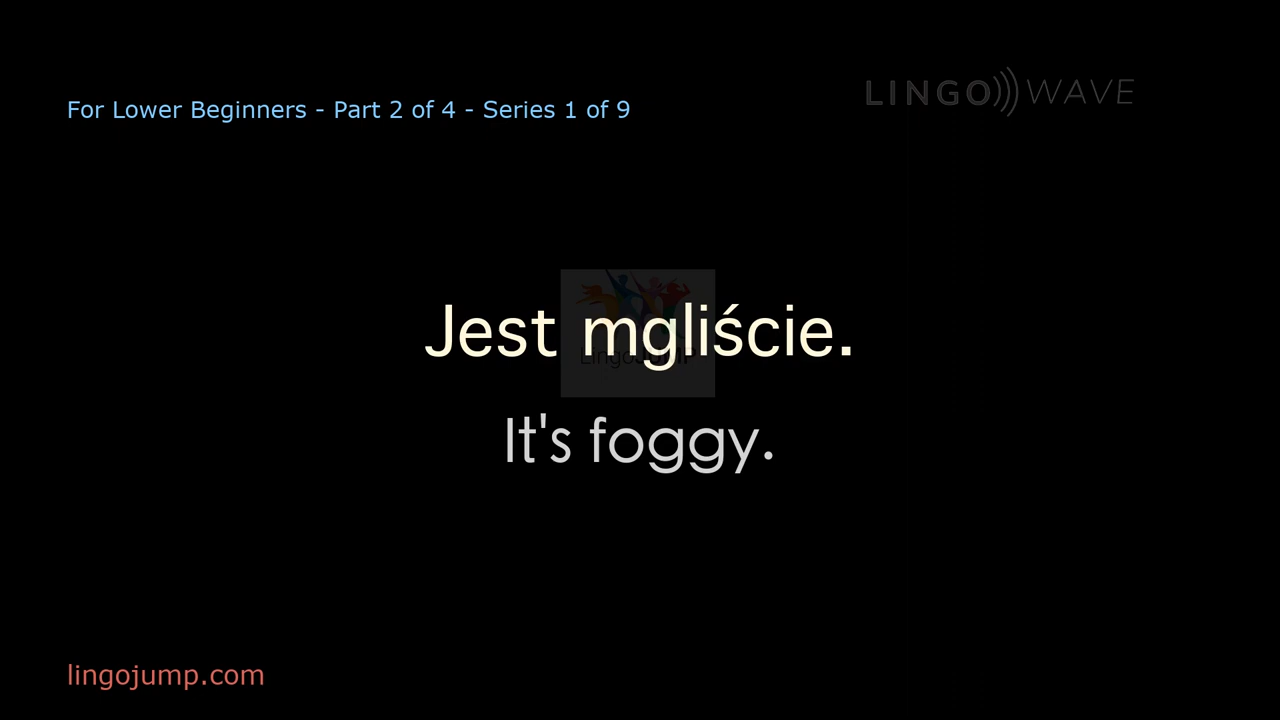 For Lower Beginners - Part 2 of 4 - Series 1 of 9
LINGO WAVE
Jest mgliście.
LingoJUMP
It's foggy.
lingojump.com